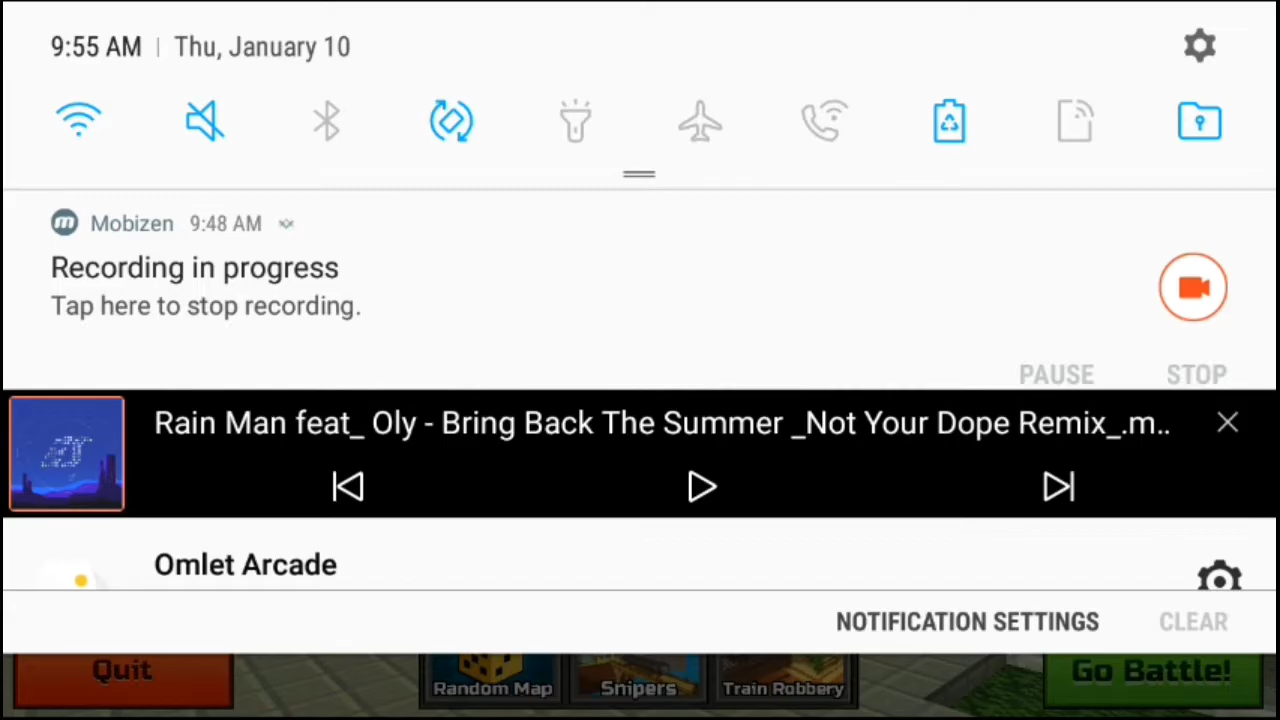 9:55 AM | Thu, January 10
Mobizen 9:48 AM
Recording in progress
Tap here to stop recording.
PAUSE STOP
Rain Man feat_ Oly - Bring Back The Summer _Not Your Dope Remix_.m..
Omlet Arcade
NOTIFICATION SETTINGS CLEAR
Quit Random Map Snipers Train Robbery Go Battle!